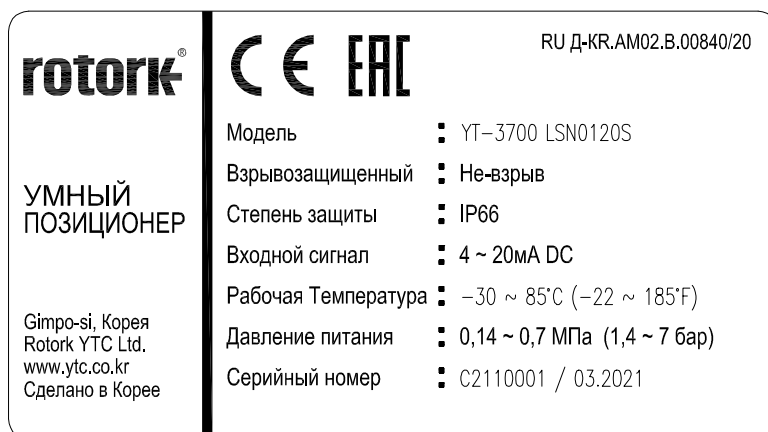 rotork®
УМНЫЙ
ПОЗИЦИОНЕР
Gimpo-si, Корея
Rotork YTC Ltd.
www.ytc.co.kr
Сделано в Корее
CE EAC RU Д-KR.АМ02.В.00840/20
Модель : YT-3700 LSN0120S
Взрывозащищенный : Не-взрыв
Степень защиты : IP66
Входной сигнал : 4 ~ 20мА DC
Рабочая Температура : -30 ~ 85°C (-22 ~ 185°F)
Давление питания : 0,14 ~ 0,7 МПа (1,4 ~ 7 бар)
Серийный номер : C2110001 / 03.2021